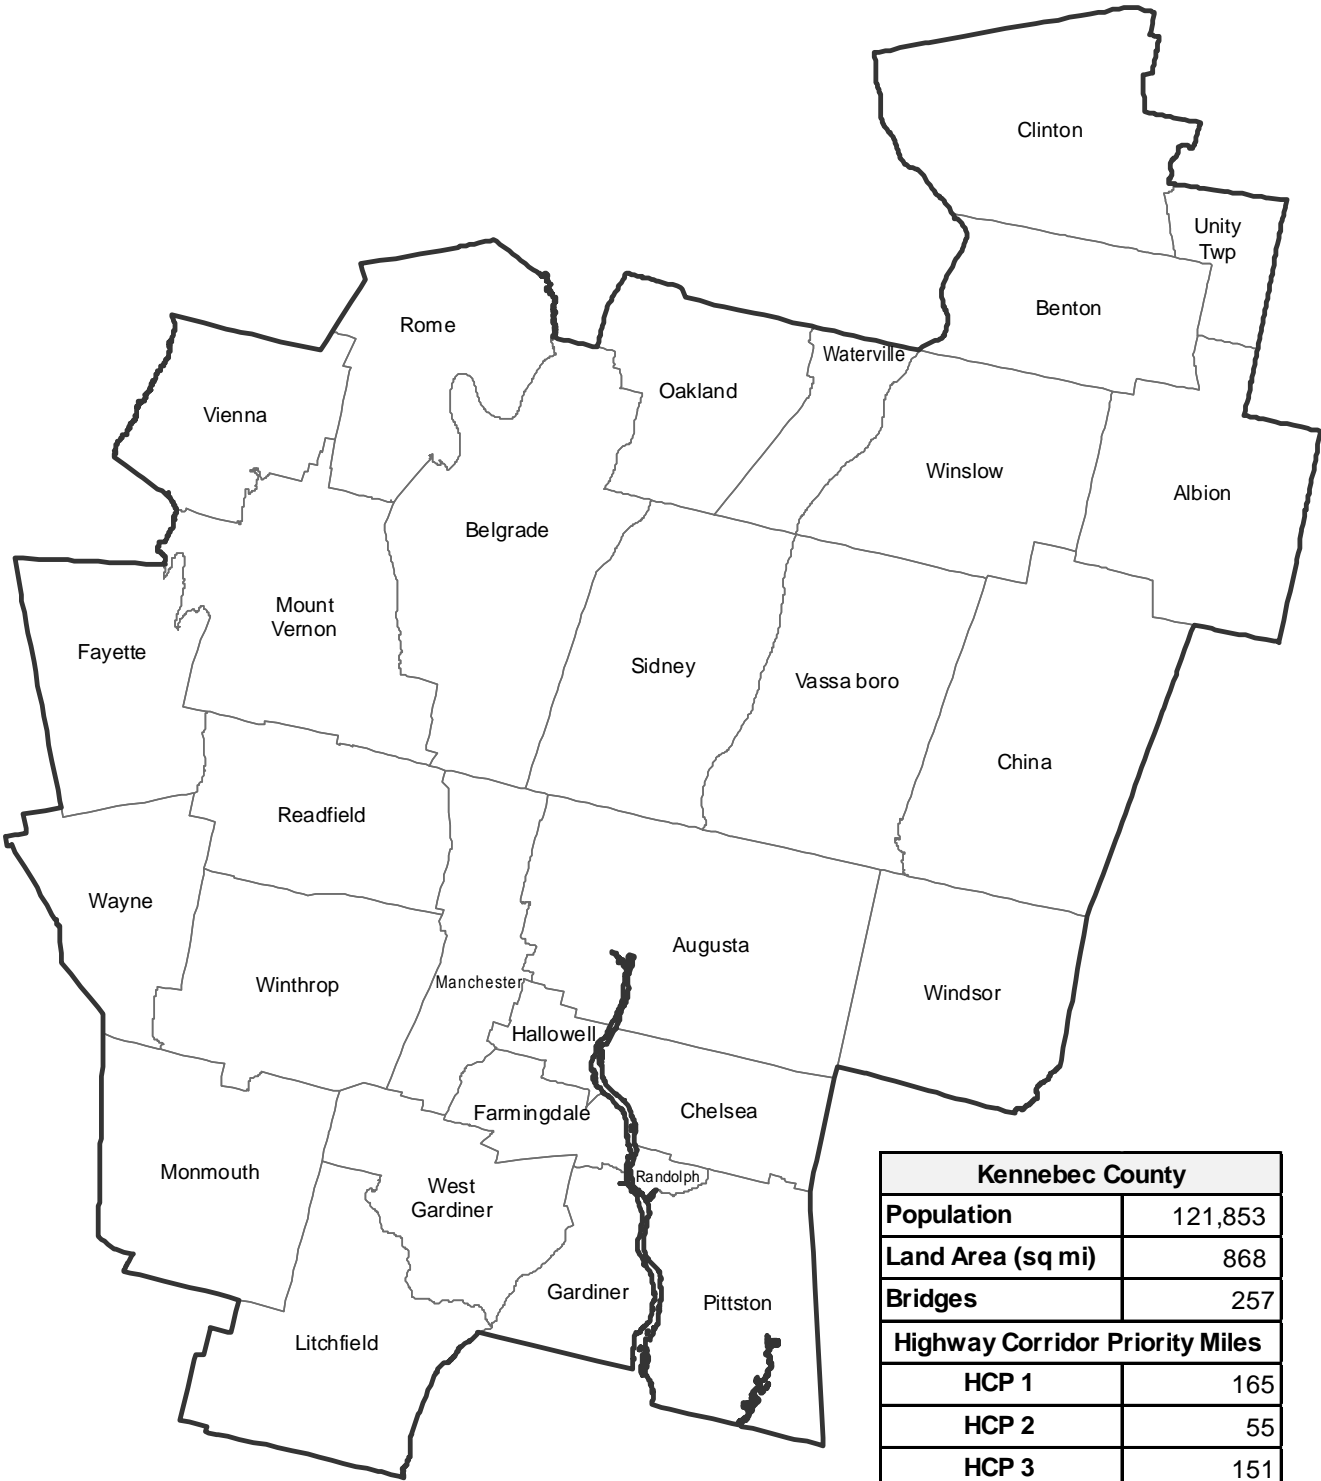 Clinton
Unity
Twp
Benton
Rome
Waterville
Oakland
Vienna
Winslow
Albion
Belgrade
Mount
Vernon
Fayette
Sidney
Vassa boro
China
Readfield
Wayne
Augusta
Winthrop
Manchester
Windsor
Hallowell
Farmingdale
Chelsea
Monmouth
West
Gardiner
Randolph
Gardiner
Pittston
Litchfield
Kennebec County
Population 121,853
Land Area (sq mi) 868
Bridges 257
Highway Corridor Priority Miles
HCP 1 165
HCP 2 55
HCP 3 151